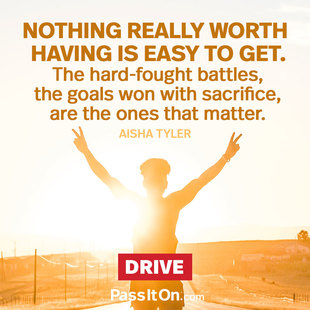 NOTHING REALLY WORTH
HAVING IS EASY TO GET.
The hard-fought battles,
the goals won with sacrifice,
are the ones that matter.
AISHA TYLER
DRIVE
PassItOn.com